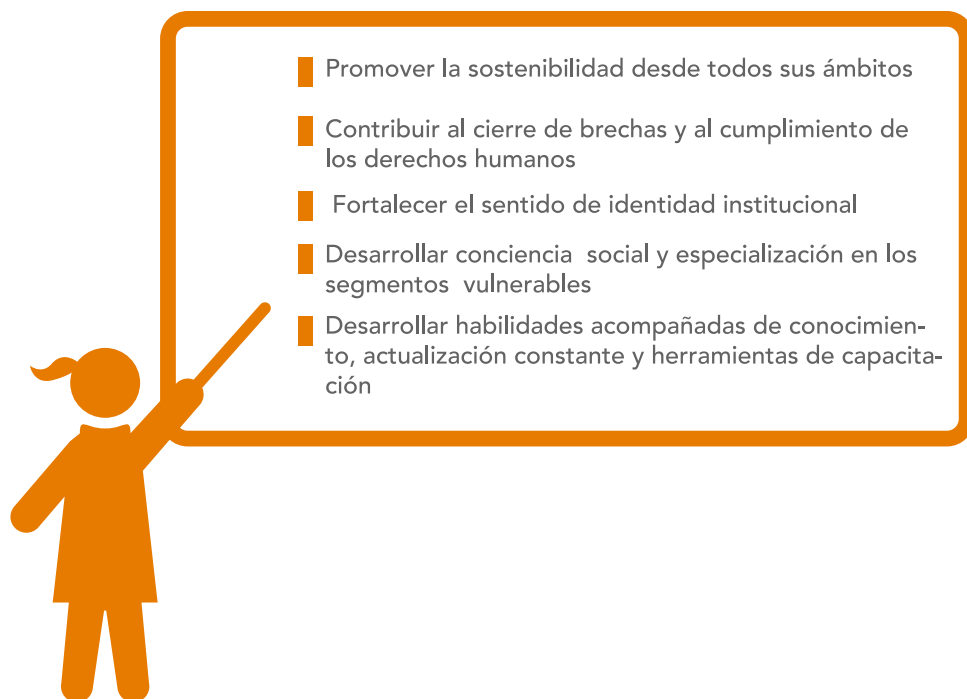 Promover la sostenibilidad desde todos sus ámbitos
Contribuir al cierre de brechas y al cumplimiento de
los derechos humanos
Fortalecer el sentido de identidad institucional
Desarrollar conciencia social y especialización en los
segmentos vulnerables
Desarrollar habilidades acompañadas de conocimien-
to, actualización constante y herramientas de capacita-
ción